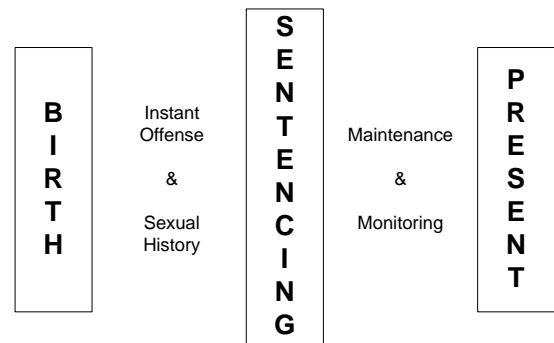 BIRTH
Instant
Offense
&
Sexual
History
SENTENCING
Maintenance
&
Monitoring
PRESENT